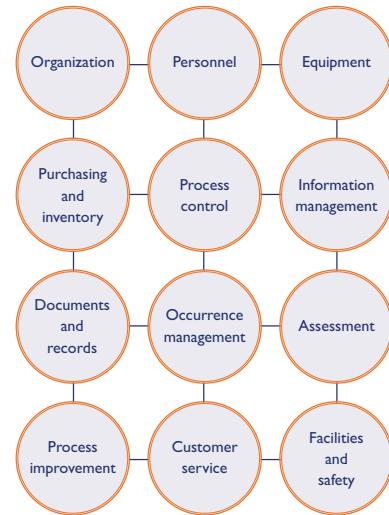 Organization
Personnel
Equipment
Purchasing
and
inventory
Process
control
Information
management
Documents
and
records
Occurrence
management
Assessment
Process
improvement
Customer
service
Facilities
and
safety